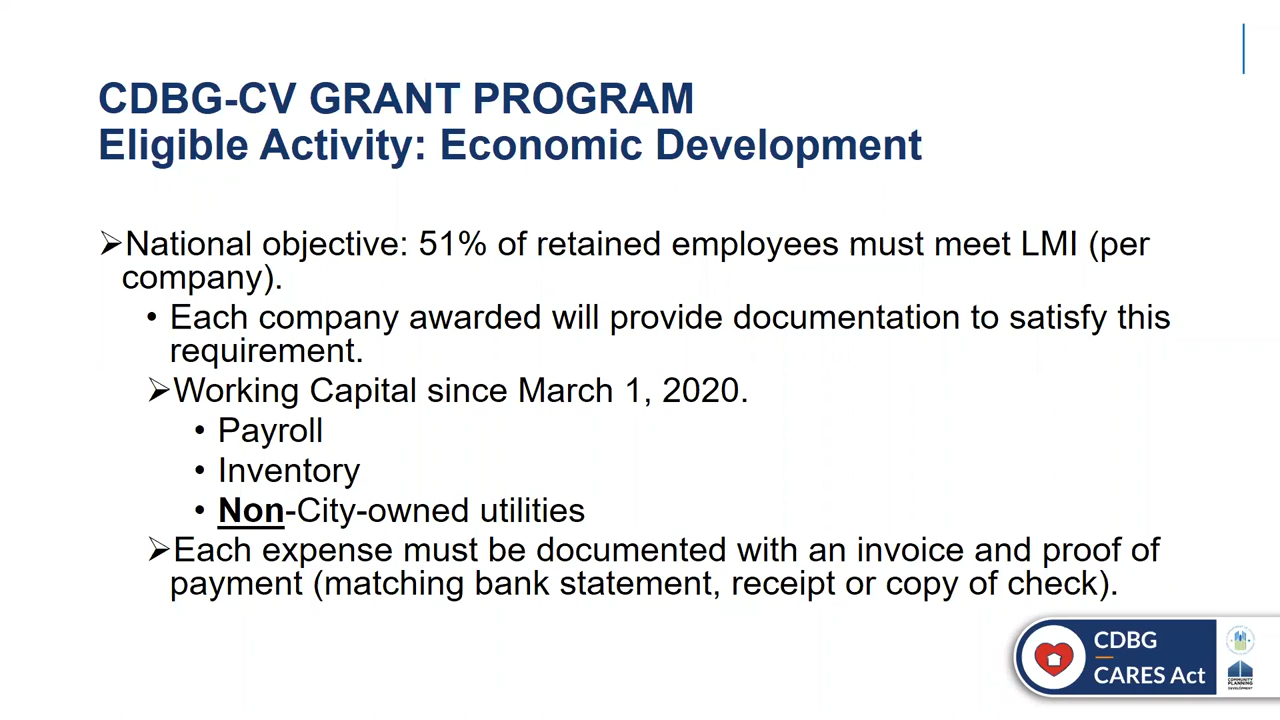 CDBG-CV GRANT PROGRAM
Eligible Activity: Economic Development
➢National objective: 51% of retained employees must meet LMI (per
company).
• Each company awarded will provide documentation to satisfy this
requirement.
➢Working Capital since March 1, 2020.
• Payroll
• Inventory
• Non-City-owned utilities
➢Each expense must be documented with an invoice and proof of
payment (matching bank statement, receipt or copy of check).
CDBG
CARES Act
COMMUNITY
PLANNING
DEVELOPMENT